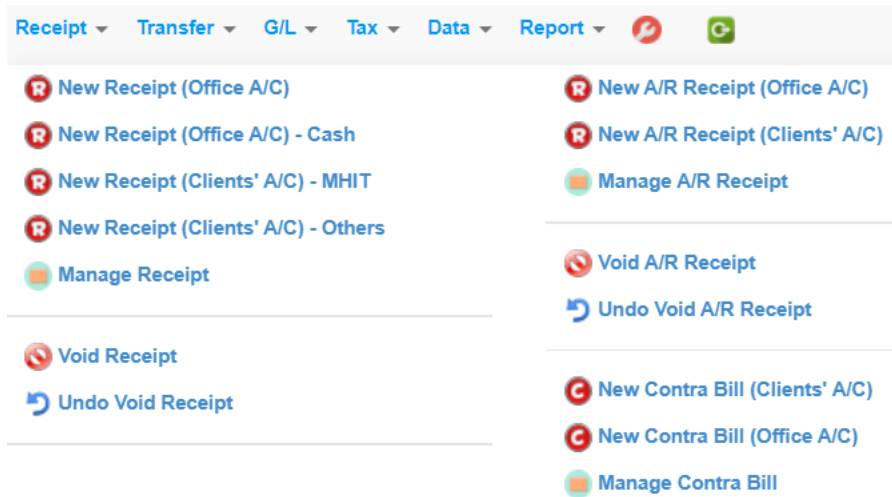 Receipt Transfer G/L Tax Data Report
New Receipt (Office A/C)
New Receipt (Office A/C) - Cash
New Receipt (Clients' A/C) - MHIT
New Receipt (Clients' A/C) - Others
Manage Receipt
Void Receipt
Undo Void Receipt
New A/R Receipt (Office A/C)
New A/R Receipt (Clients' A/C)
Manage A/R Receipt
Void A/R Receipt
Undo Void A/R Receipt
New Contra Bill (Clients' A/C)
New Contra Bill (Office A/C)
Manage Contra Bill